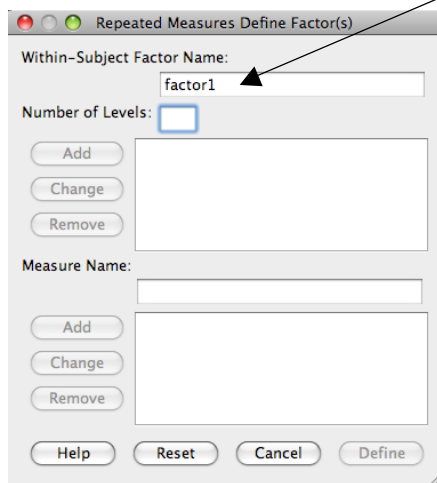 Repeated Measures Define Factor(s)
Within-Subject Factor Name:
factor1
Number of Levels:
Add
Change
Remove
Measure Name:
Add
Change
Remove
Help Reset Cancel Define